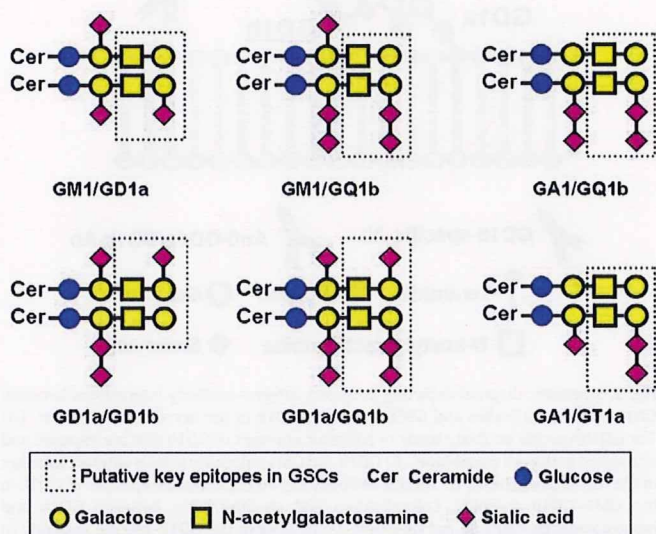 Cer Cer Cer
Cer Cer Cer
GM1/GD1a GM1/GQ1b GA1/GQ1b
Cer Cer Cer
Cer Cer Cer
GD1a/GD1b GD1a/GQ1b GA1/GT1a
Putative key epitopes in GSCs Cer Ceramide Glucose
Galactose N-acetylgalactosamine Sialic acid